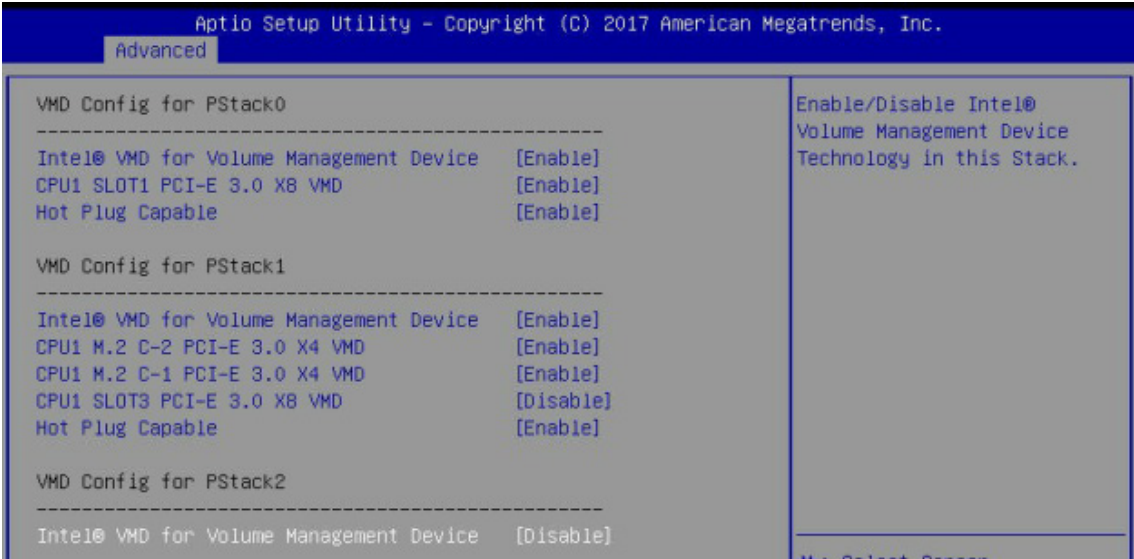 Aptio Setup Utility – Copyright (C) 2017 American Megatrends, Inc.
Advanced
VMD Config for PStack0
Intel® VMD for Volume Management Device [Enable]
CPU1 SLOT1 PCI-E 3.0 X8 VMD [Enable]
Hot Plug Capable [Enable]
VMD Config for PStack1
Intel® VMD for Volume Management Device [Enable]
CPU1 M.2 C-2 PCI-E 3.0 X4 VMD [Enable]
CPU1 M.2 C-1 PCI-E 3.0 X4 VMD [Enable]
CPU1 SLOT3 PCI-E 3.0 X8 VMD [Disable]
Hot Plug Capable [Enable]
VMD Config for PStack2
Intel® VMD for Volume Management Device [Disable]
Enable/Disable Intel®
Volume Management Device
Technology in this Stack.